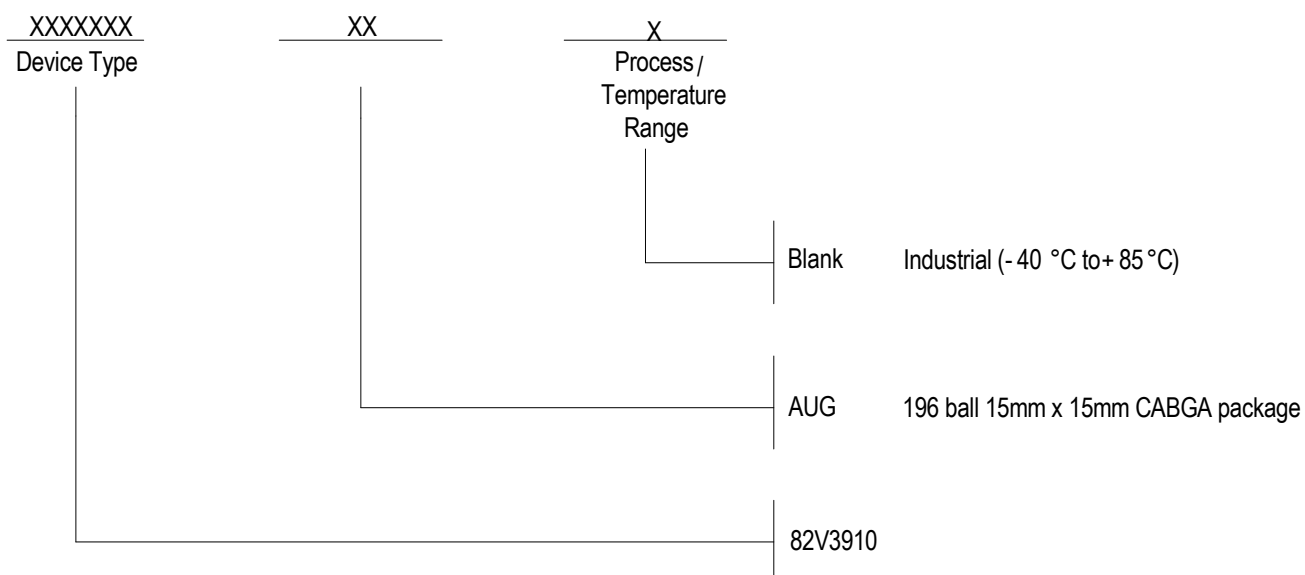 XXXXXXX XX X
Device Type
Process /
Temperature
Range
Blank Industrial (- 40 °C to+ 85 °C)
AUG 196 ball 15mm x 15mm CABGA package
82V3910